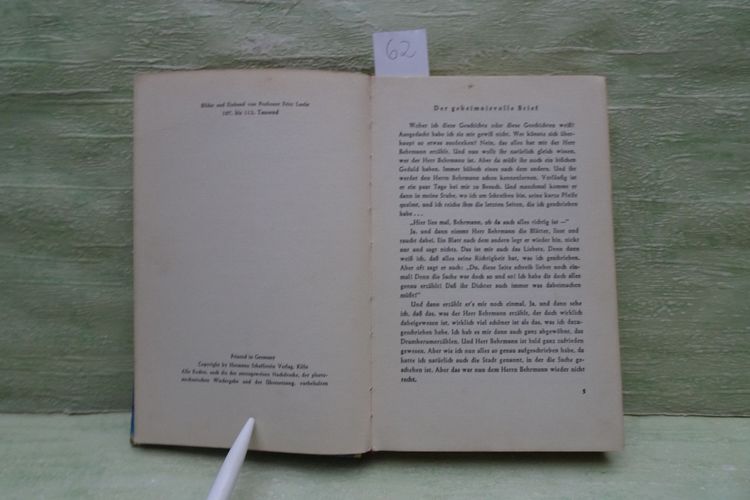 62
Bilder und Einband von Professor Fritz Loehr
107. bis 112. Tausend
Printed in Germany
Copyright by Hermann Schaffstein Verlag, Köln
Alle Rechte, auch die des auszugsweisen Nachdrucks, der photo-
mechanischen Wiedergabe und der Übersetzung, vorbehalten
Der geheimnisvolle Brief
Woher ich diese Geschichte oder diese Geschichten weiß?
Ausgedacht habe ich sie mir gewiß nicht. Wer könnte sich über-
haupt so etwas ausdenken! Nein, das alles hat mir der Herr
Behrmann erzählt. Und nun wollt ihr natürlich gleich wissen,
wer der Herr Behrmann ist. Aber da müßt ihr noch ein bißchen
Geduld haben. Immer hübsch eines nach dem andern. Und ihr
werdet den Herrn Behrmann schon kennenlernen. Vorläufig ist
er ein paar Tage bei mir zu Besuch. Und manchmal kommt er
dann in meine Stube, wo ich am Schreiben bin, seine kurze Pfeife
qualmt, und ich reiche ihm die letzten Seiten, die ich geschrieben
habe . . .
„Hier lies mal, Behrmann, ob da auch alles richtig ist —“
Ja, und dann nimmt Herr Behrmann die Blätter, liest und
raucht dabei. Ein Blatt nach dem andern legt er wieder hin, nickt
nur und sagt nichts. Das ist mir auch das Liebste. Denn dann
weiß ich, daß alles seine Richtigkeit hat, was ich geschrieben.
Aber oft sagt er auch: „Du, diese Seite schreib lieber noch ein-
mal! Denn die Sache war doch so und so! Ich habe dir doch alles
genau erzählt! Daß ihr Dichter auch immer was dabeimachen
müßt!“
Und dann erzählt er’s mir noch einmal. Ja, und dann sehe
ich, daß das, was der Herr Behrmann erzählt, der doch wirklich
dabeigewesen ist, wirklich viel schöner ist als das, was ich dazu-
geschrieben habe. Ich hab es mir dann auch ganz abgewöhnt, das
Drumherumerzählen. Und Herr Behrmann ist bald ganz zufrieden
gewesen. Aber wie ich nun alles so genau aufgeschrieben habe, da
hatte ich natürlich auch die Stadt genannt, in der die Sache ge-
schehen ist. Aber das war nun dem Herrn Behrmann wieder nicht
recht.
5